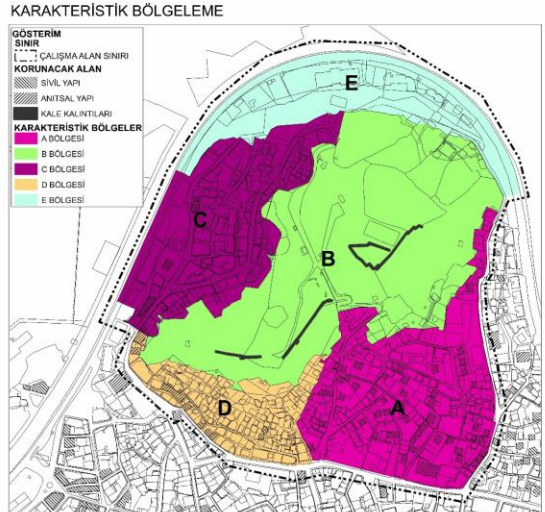 KARAKTERİSTİK BÖLGELEME
GÖSTERİM
SINIR
ÇALIŞMA ALAN SINIRI
KORUNACAK ALAN
SİVİL YAPI
ANITSAL YAPI
KALE KALINTILARI
KARAKTERİSTİK BÖLGELER
A BÖLGESİ
B BÖLGESİ
C BÖLGESİ
D BÖLGESİ
E BÖLGESİ
E
C
B
D
A